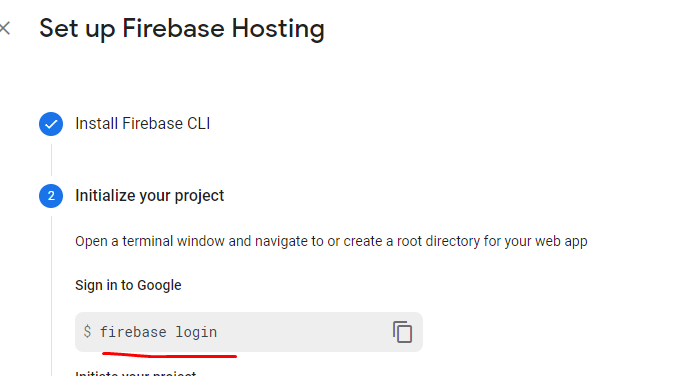 Set up Firebase Hosting
Install Firebase CLI
2 Initialize your project
Open a terminal window and navigate to or create a root directory for your web app
Sign in to Google
$ firebase login